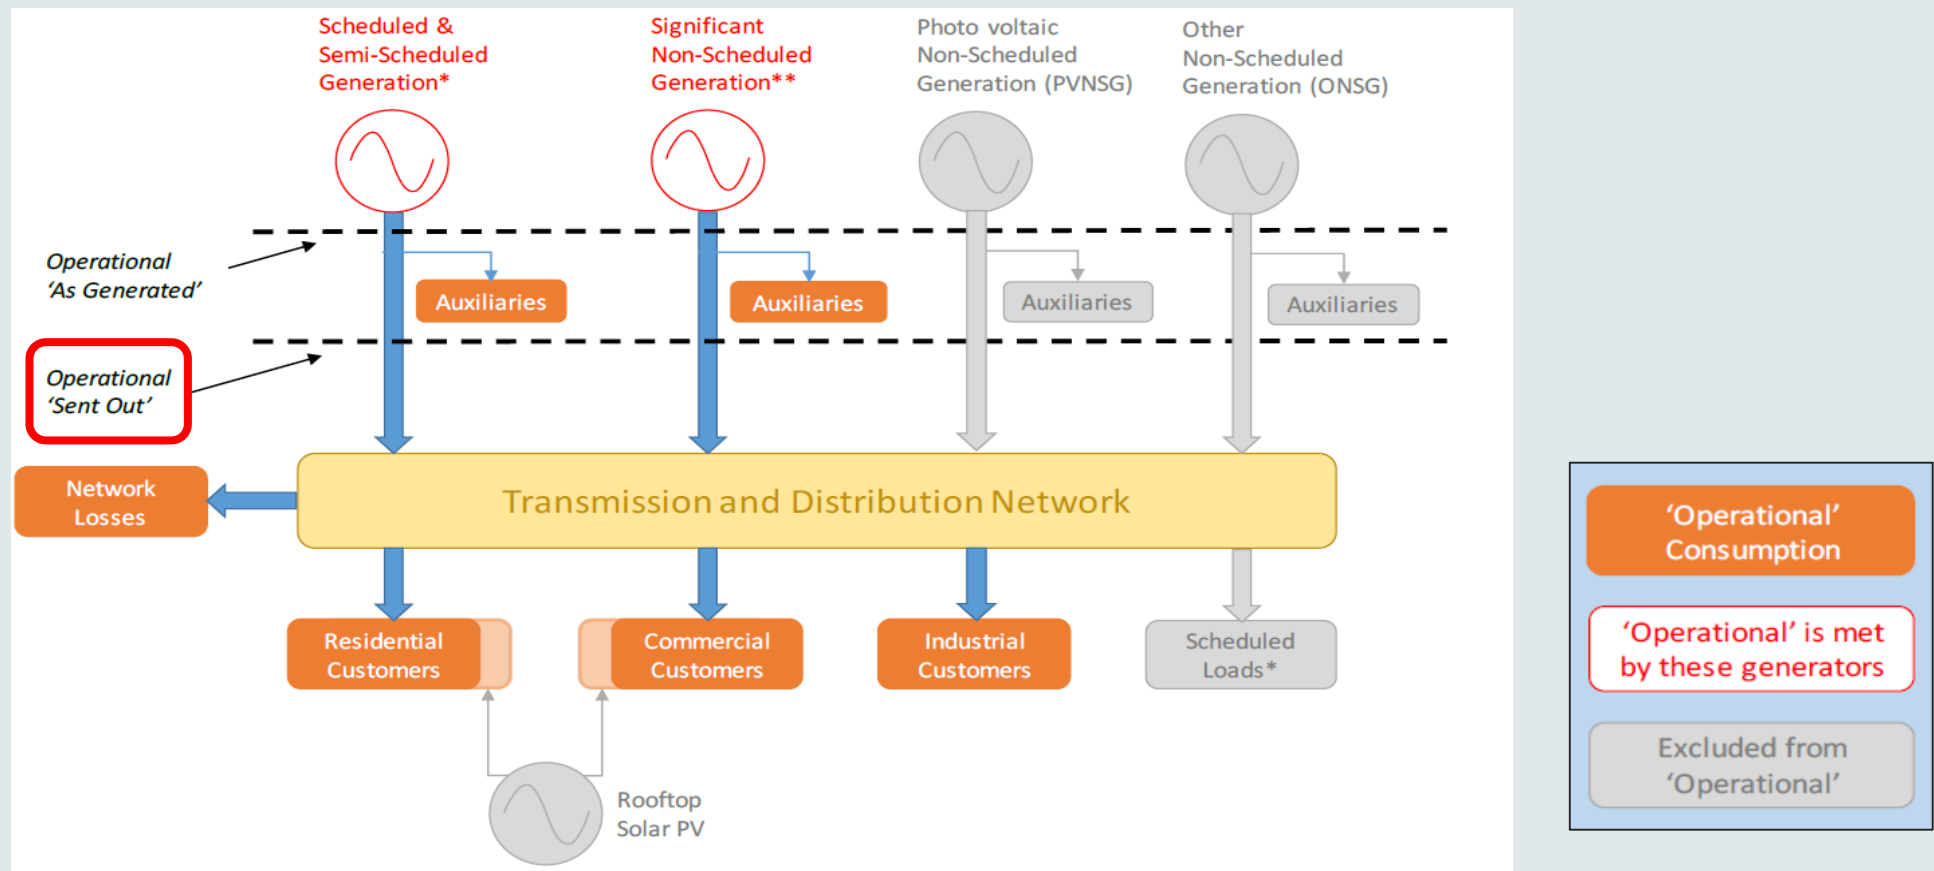 Scheduled &
Semi-Scheduled
Generation*
Significant
Non-Scheduled
Generation**
Photo voltaic
Non-Scheduled
Generation (PVNSG)
Other
Non-Scheduled
Generation (ONSG)
Operational
‘As Generated’
Auxiliaries
Auxiliaries
Auxiliaries
Auxiliaries
Operational
‘Sent Out’
Network
Losses
Transmission and Distribution Network
Residential
Customers
Commercial
Customers
Industrial
Customers
Scheduled
Loads*
Rooftop
Solar PV
‘Operational’
Consumption
‘Operational’ is met
by these generators
Excluded from
‘Operational’